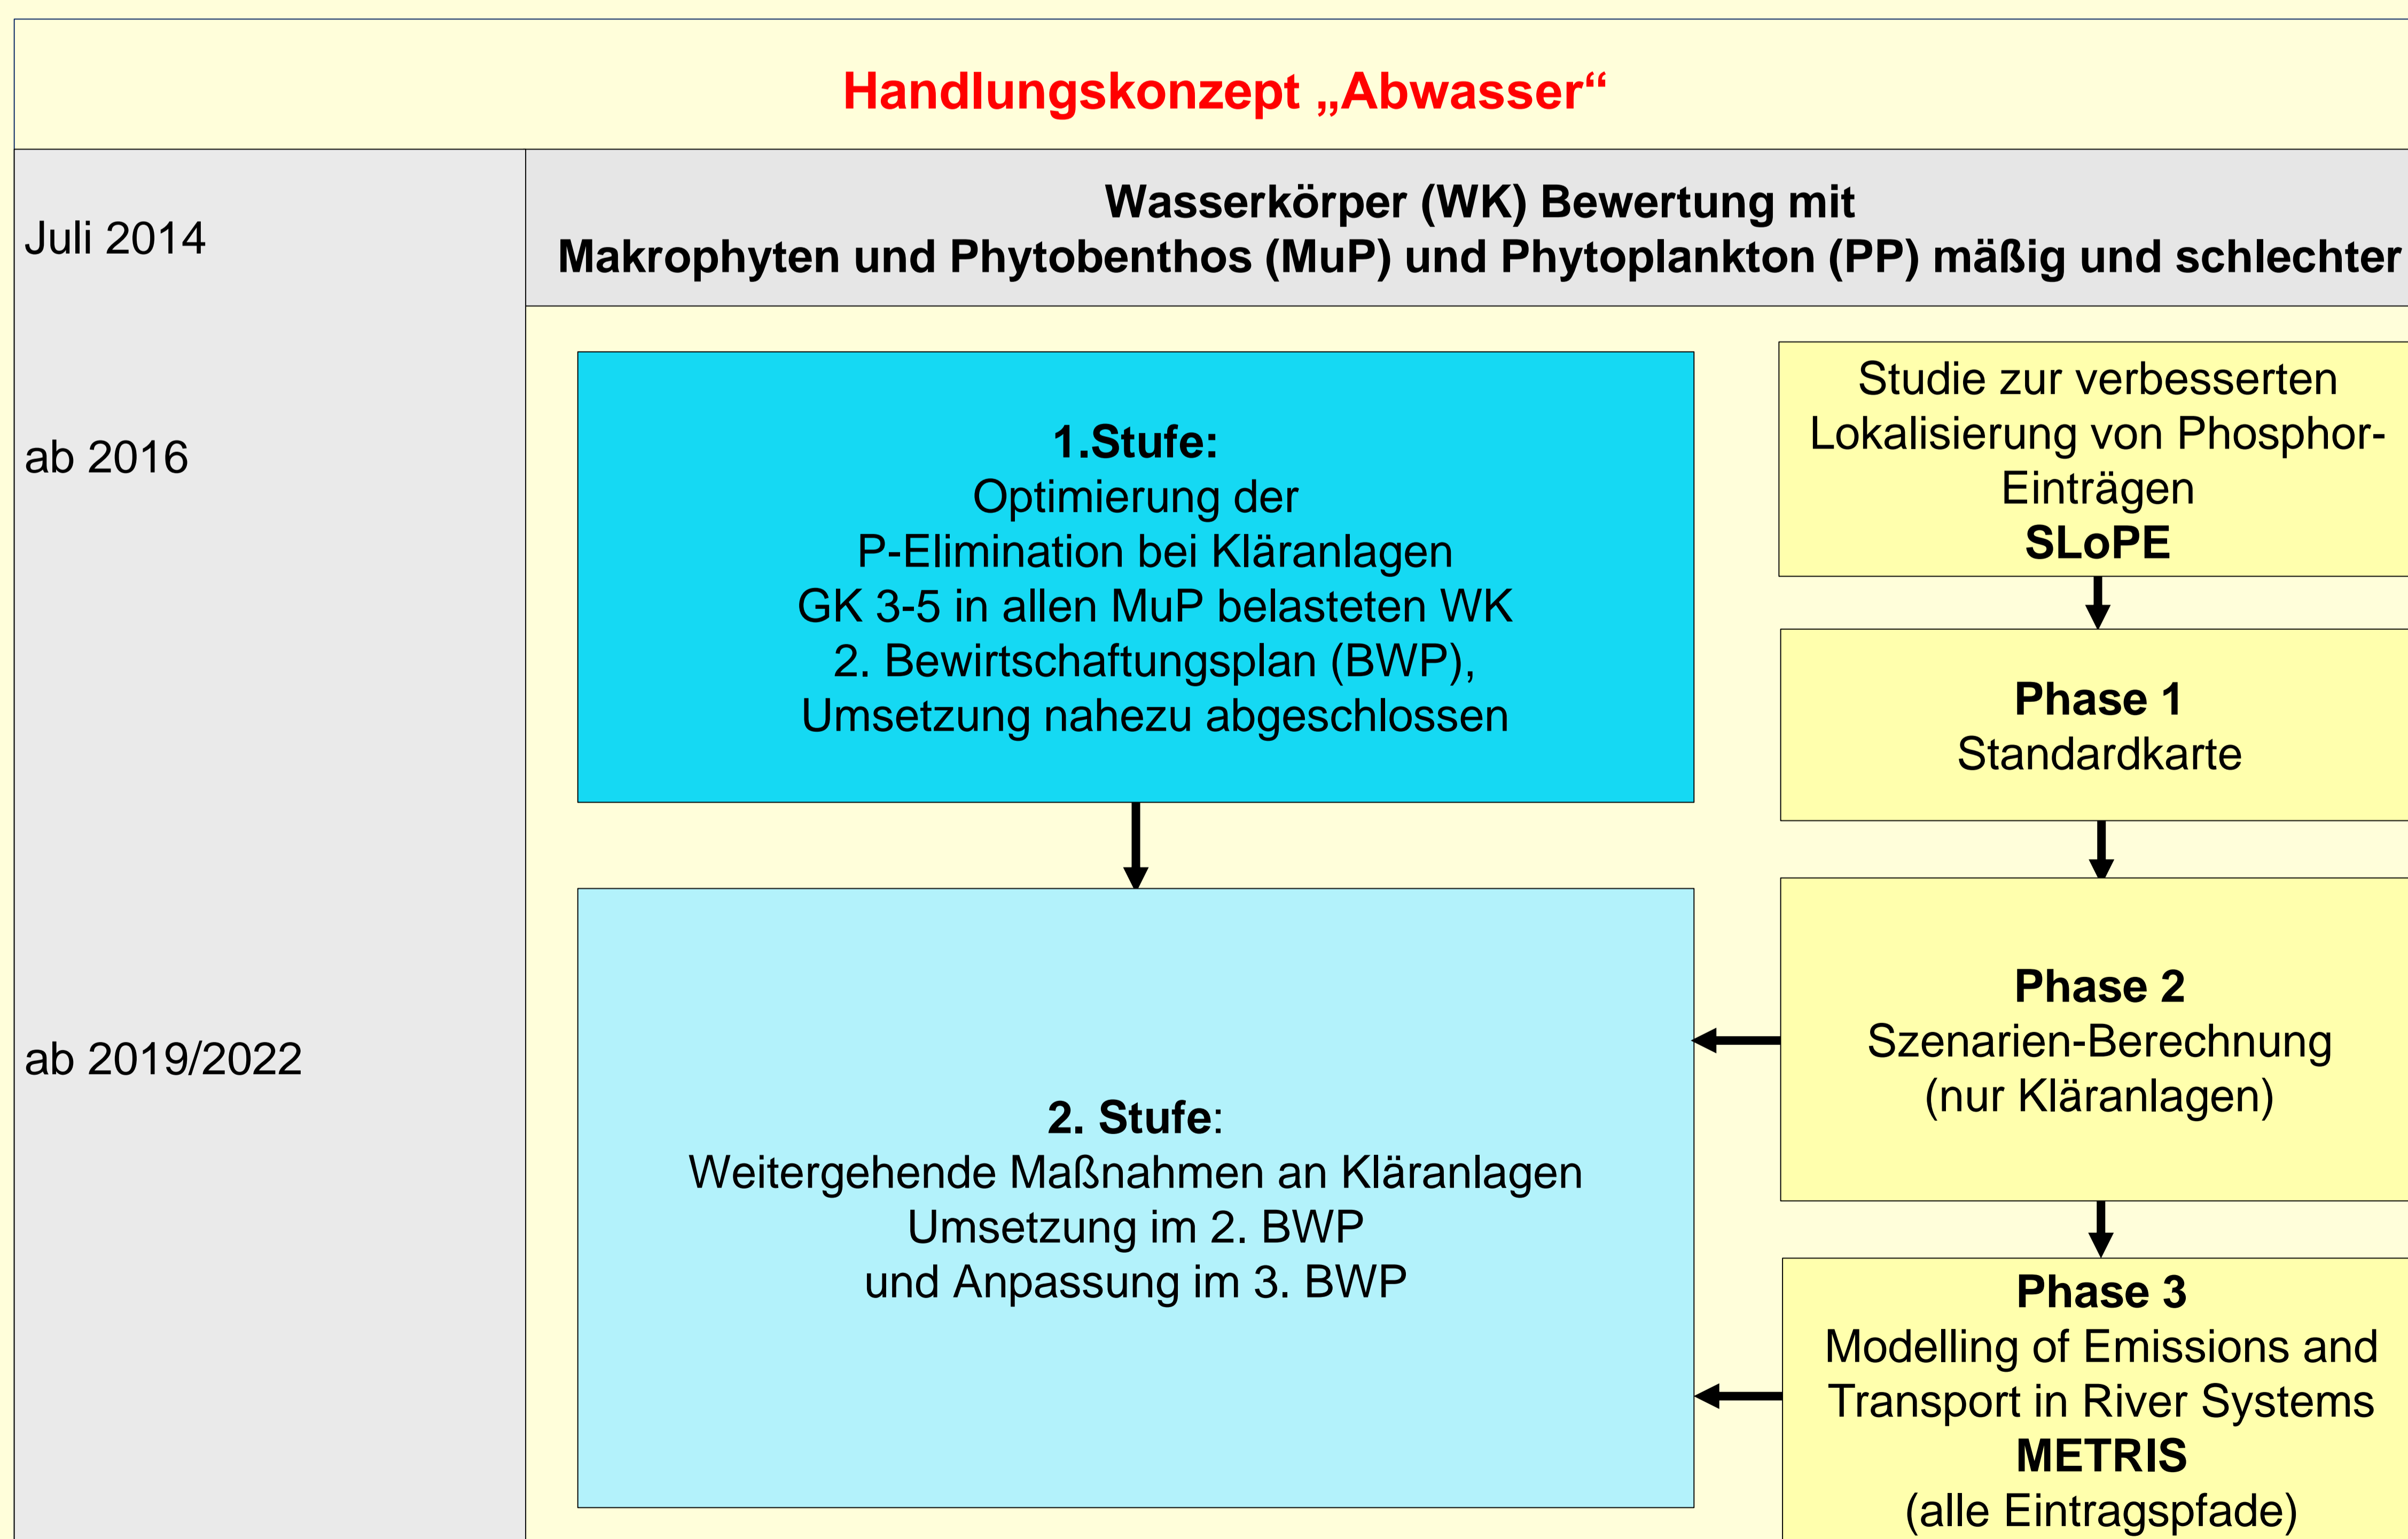 Handlungskonzept „Abwasser“
Juli 2014
Wasserkörper (WK) Bewertung mit
Makrophyten und Phytobenthos (MuP) und Phytoplankton (PP) mäßig und schlechter
ab 2016
1.Stufe:
Optimierung der
P-Elimination bei Kläranlagen
GK 3-5 in allen MuP belasteten WK
2. Bewirtschaftungsplan (BWP),
Umsetzung nahezu abgeschlossen
Studie zur verbesserten
Lokalisierung von Phosphor-
Einträgen
SLoPE
Phase 1
Standardkarte
ab 2019/2022
2. Stufe:
Weitergehende Maßnahmen an Kläranlagen
Umsetzung im 2. BWP
und Anpassung im 3. BWP
Phase 2
Szenarien-Berechnung
(nur Kläranlagen)
Phase 3
Modelling of Emissions and
Transport in River Systems
METRIS
(alle Eintragspfade)